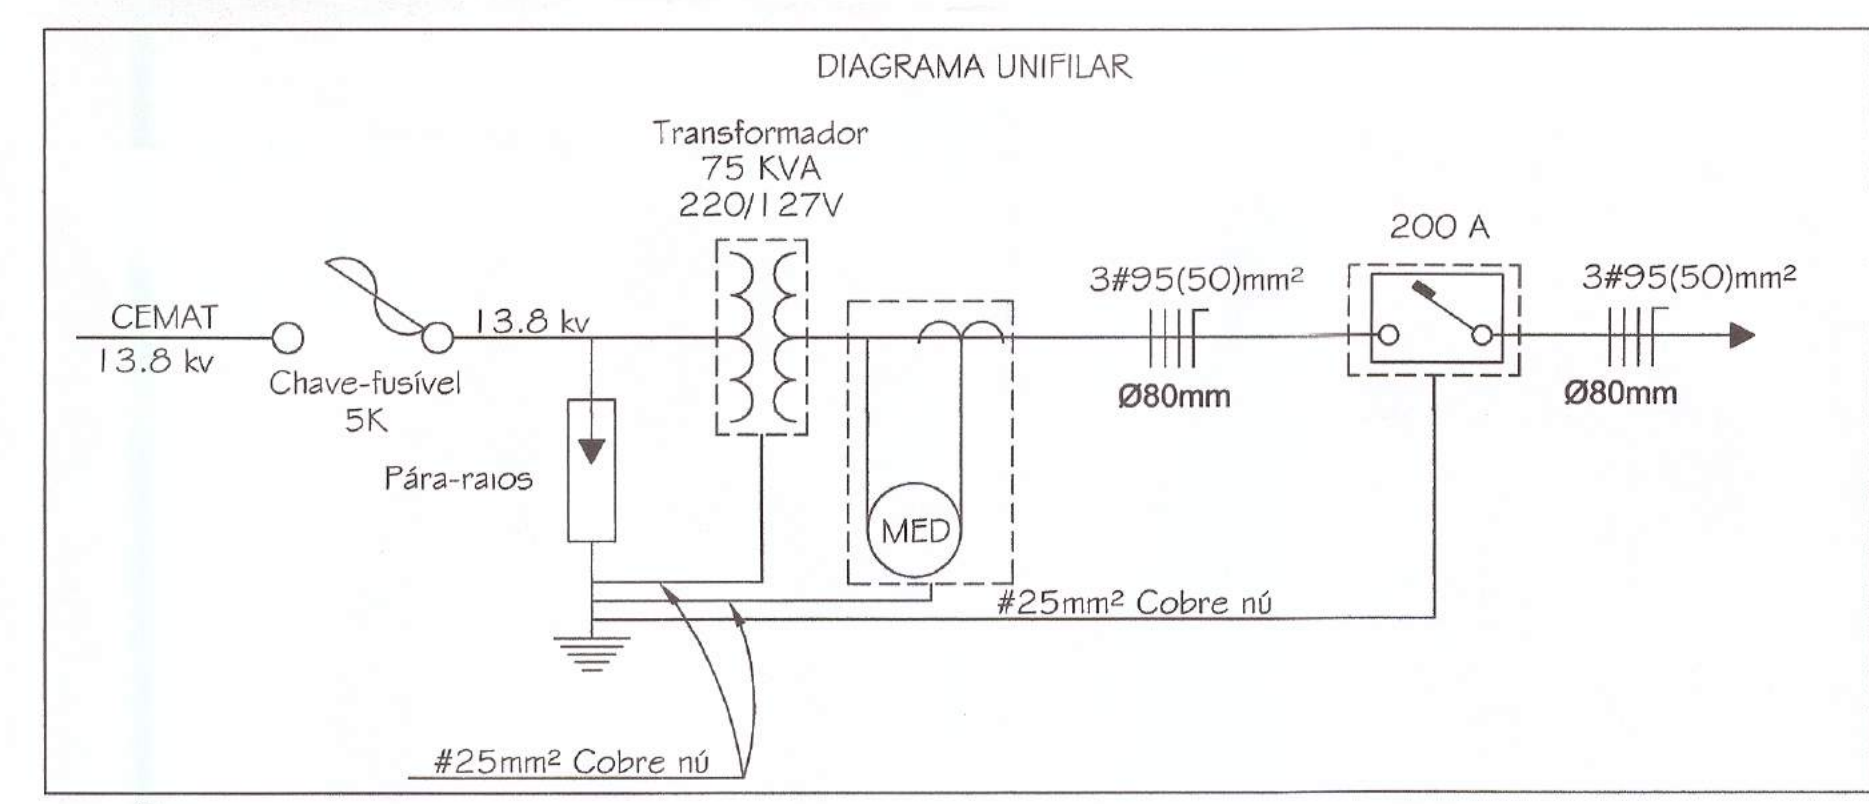 DIAGRAMA UNIFILAR
Transformador
75 KVA
220/127V
200 A
3#95(50)mm²
3#95(50)mm²
CEMAT
13.8 kv
13.8 kv
Chave-fusível
5K
Ø80mm
Ø80mm
Pára-raios
MED
#25mm² Cobre nú
#25mm² Cobre nú